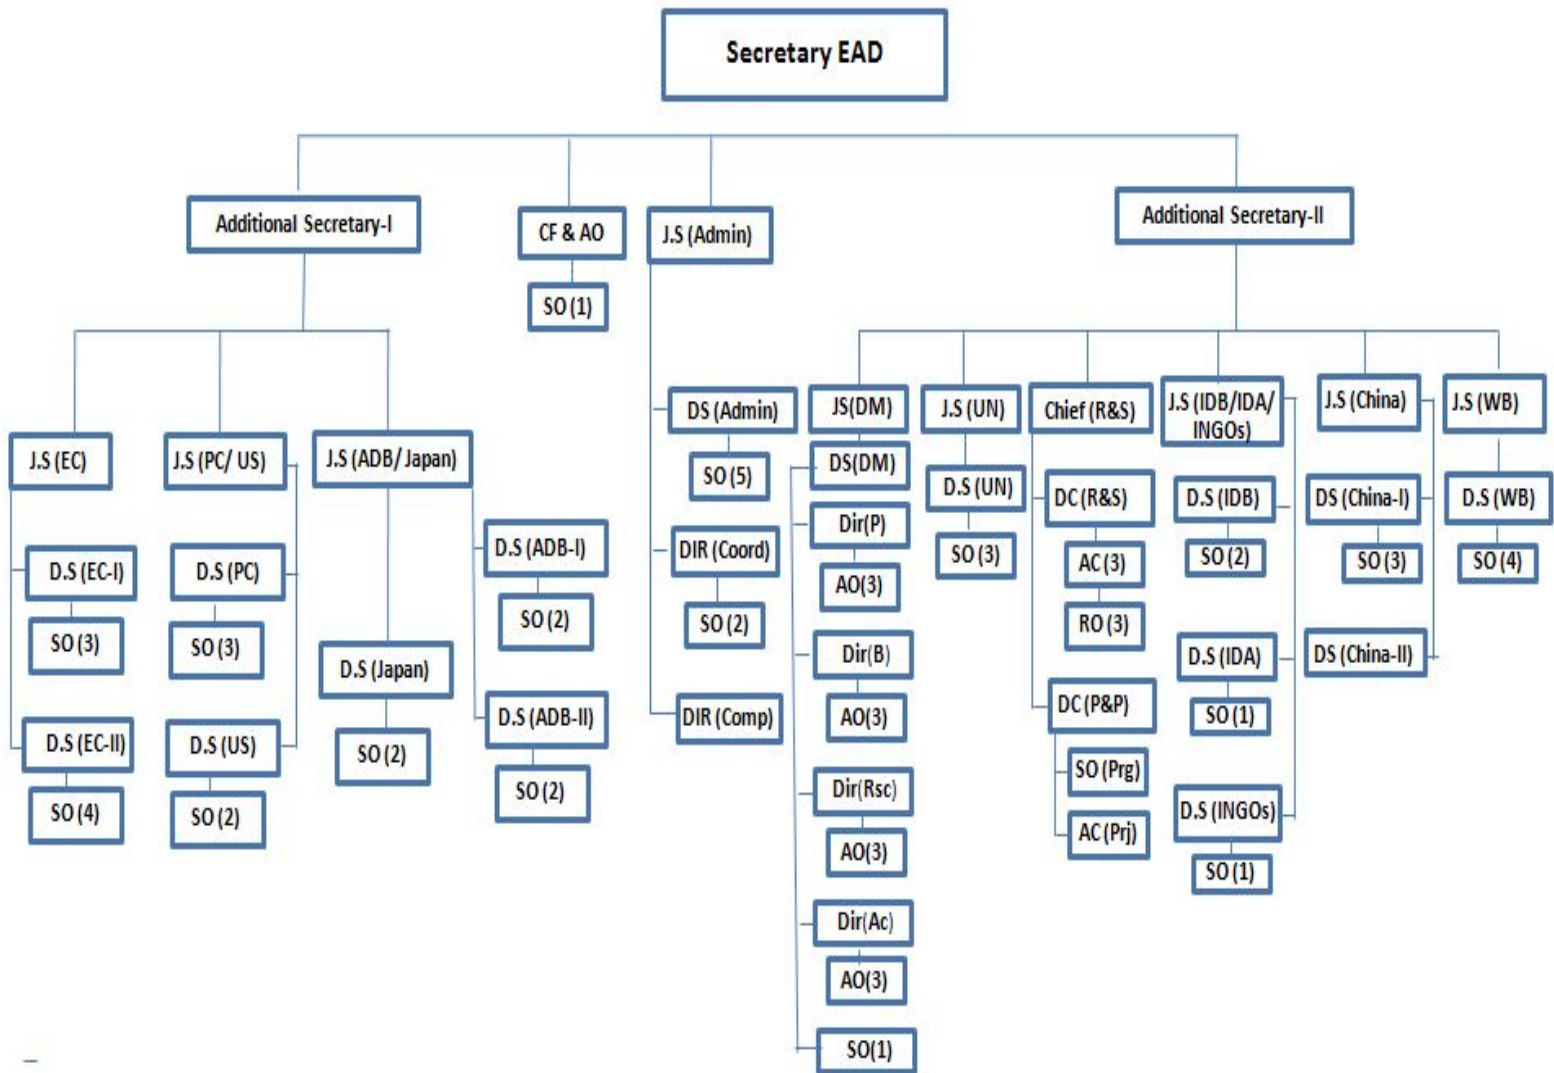 Secretary EAD
Additional Secretary-I
CF & AO
SO (1)
J.S (Admin)
Additional Secretary-II
J.S (EC)
D.S (EC-I)
SO (3)
D.S (EC-II)
SO (4)
J.S (PC/ US)
D.S (PC)
SO (3)
D.S (US)
SO (2)
J.S (ADB/ Japan)
D.S (Japan)
SO (2)
D.S (ADB-I)
SO (2)
D.S (ADB-II)
SO (2)
DS (Admin)
SO (5)
DIR (Coord)
SO (2)
DIR (Comp)
JS(DM)
DS(DM)
Dir(P)
AO(3)
Dir(B)
AO(3)
Dir(Rsc)
AO(3)
Dir(Ac)
AO(3)
SO(1)
J.S (UN)
D.S (UN)
SO (3)
Chief (R&S)
DC (R&S)
AC (3)
RO (3)
DC (P&P)
SO (Prg)
AC (Prj)
J.S (IDB/IDA/
INGOs)
D.S (IDB)
SO (2)
D.S (IDA)
SO (1)
D.S (INGOs)
SO (1)
J.S (China)
DS (China-I)
SO (3)
DS (China-II)
J.S (WB)
D.S (WB)
SO (4)